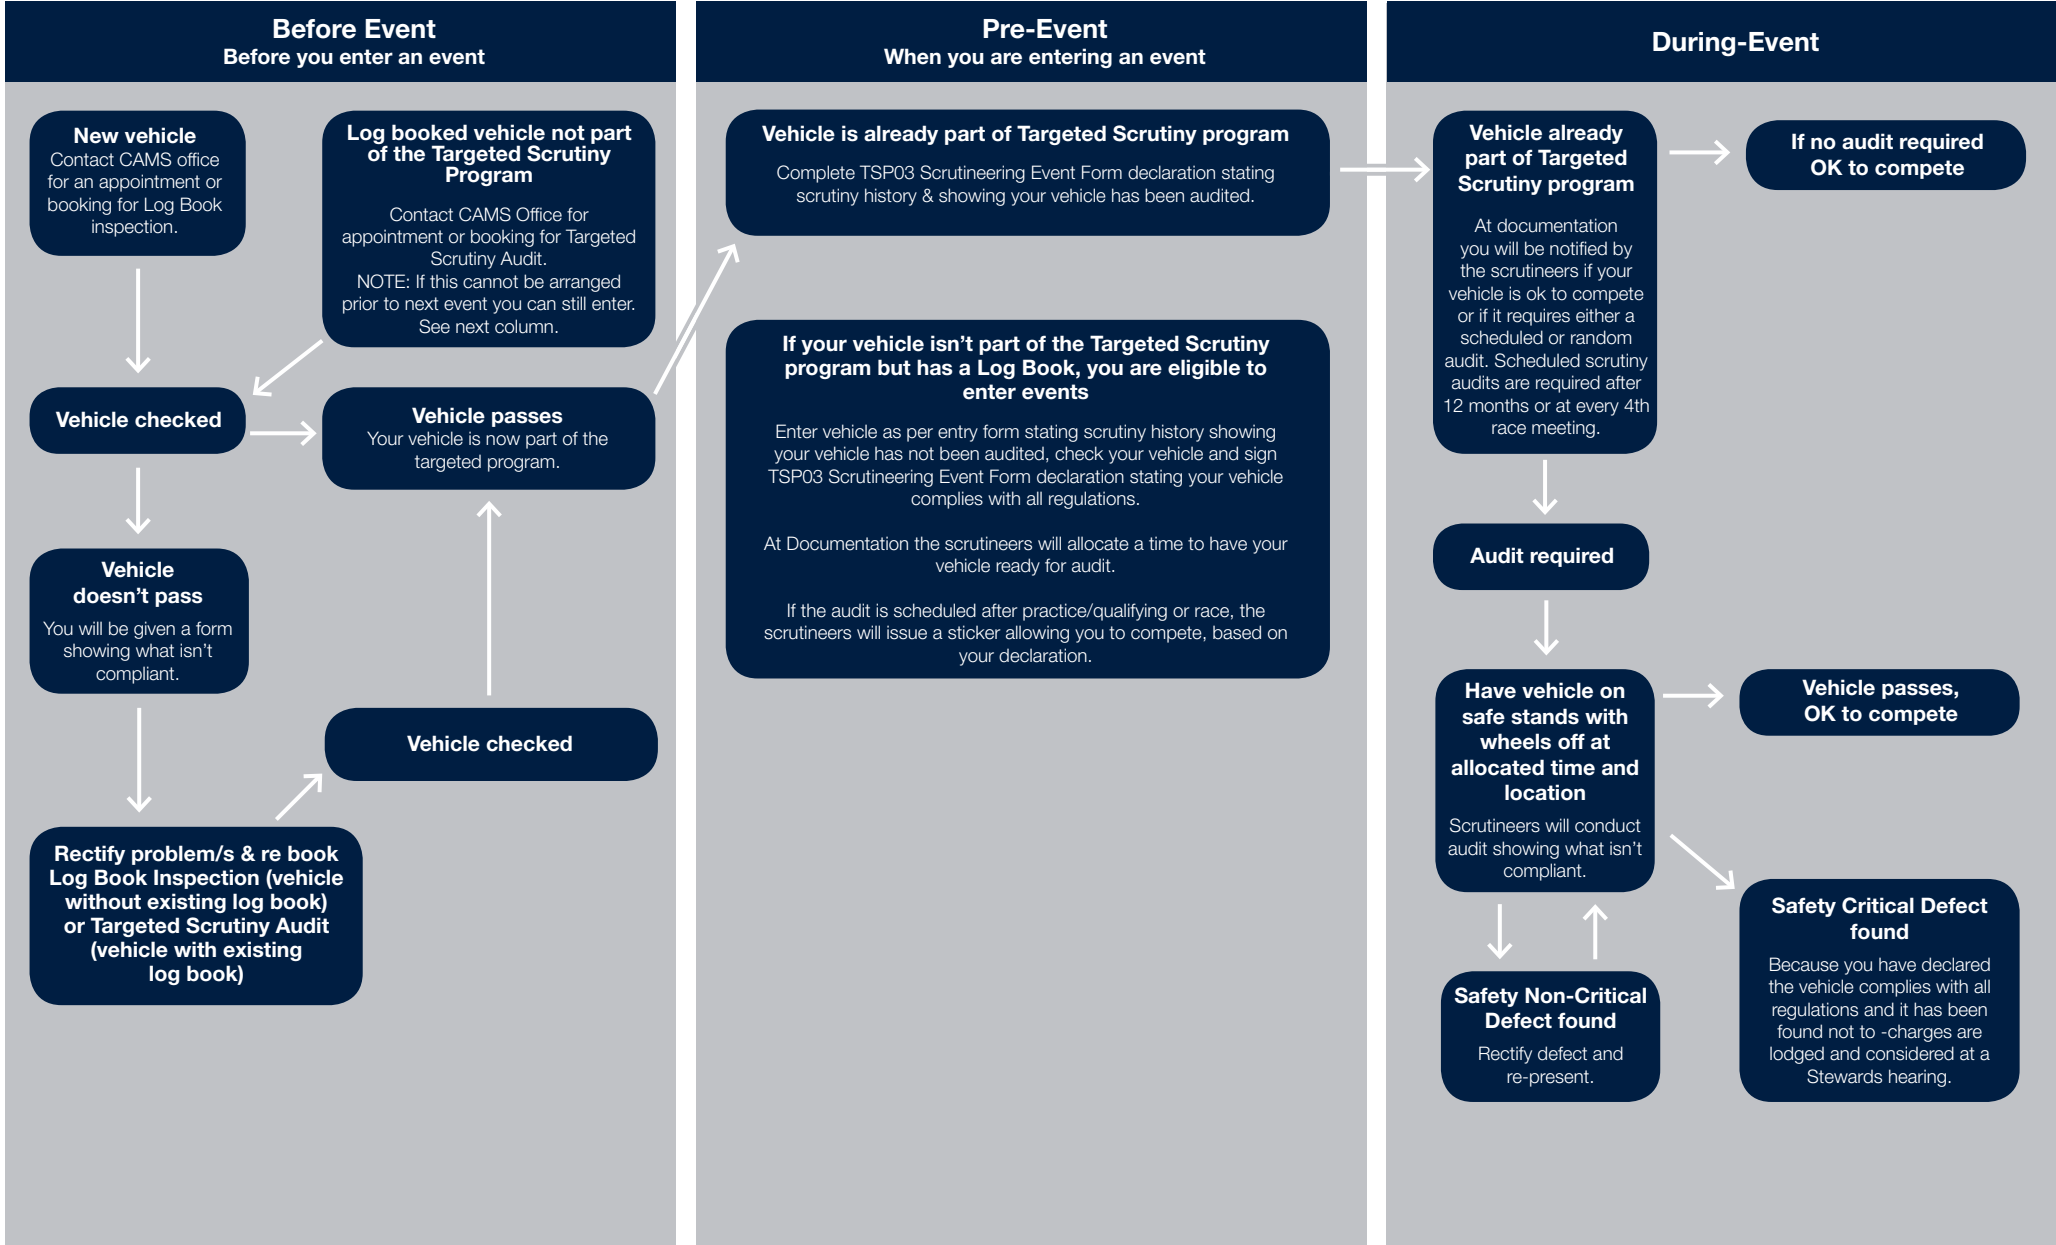 Before Event
Before you enter an event
New vehicle
Contact CAMS office
for an appointment or
booking for Log Book
inspection.
Log booked vehicle not part
of the Targeted Scrutiny
Program
Contact CAMS Office for
appointment or booking for Targeted
Scrutiny Audit.
NOTE: If this cannot be arranged
prior to next event you can still enter.
See next column.
Vehicle checked
Vehicle passes
Your vehicle is now part of the
targeted program.
Vehicle
doesn't pass
You will be given a form
showing what isn't
compliant.
Vehicle checked
Rectify problem/s & re book
Log Book Inspection (vehicle
without existing log book)
or Targeted Scrutiny Audit
(vehicle with existing
log book)
Pre-Event
When you are entering an event
Vehicle is already part of Targeted Scrutiny program
Complete TSP03 Scrutineering Event Form declaration stating
scrutiny history & showing your vehicle has been audited.
If your vehicle isn't part of the Targeted Scrutiny
program but has a Log Book, you are eligible to
enter events
Enter vehicle as per entry form stating scrutiny history showing
your vehicle has not been audited, check your vehicle and sign
TSP03 Scrutineering Event Form declaration stating your vehicle
complies with all regulations.
At Documentation the scrutineers will allocate a time to have your
vehicle ready for audit.
If the audit is scheduled after practice/qualifying or race, the
scrutineers will issue a sticker allowing you to compete, based on
your declaration.
During-Event
Vehicle already
part of Targeted
Scrutiny program
At documentation
you will be notified by
the scrutineers if your
vehicle is ok to compete
or if it requires either a
scheduled or random
audit. Scheduled scrutiny
audits are required after
12 months or at every 4th
race meeting.
If no audit required
OK to compete
Audit required
Have vehicle on
safe stands with
wheels off at
allocated time and
location
Scrutineers will conduct
audit showing what isn't
compliant.
Vehicle passes,
OK to compete
Safety Non-Critical
Defect found
Rectify defect and
re-present.
Safety Critical Defect
found
Because you have declared
the vehicle complies with all
regulations and it has been
found not to -charges are
lodged and considered at a
Stewards hearing.